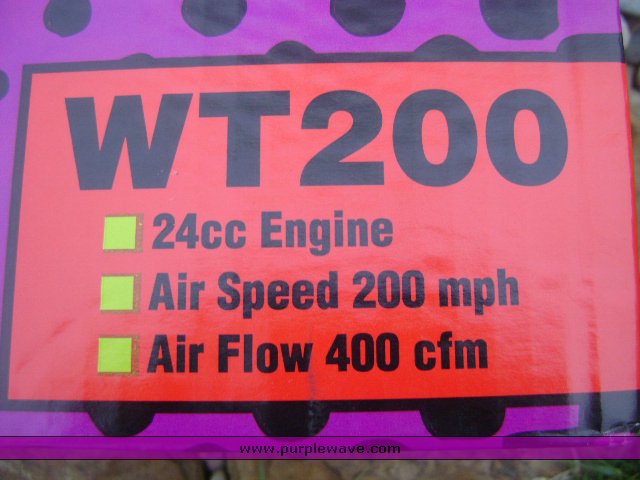 WT200
24cc Engine
Air Speed 200 mph
Air Flow 400 cfm
www.purplewave.com